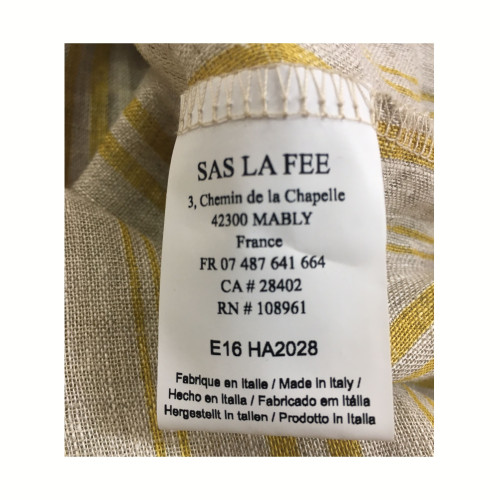 SAS LA FEE
3, Chemin de la Chapelle
42300 MABLY
France
FR 07 487 641 664
CA # 28402
RN # 108961
E16 HA2028
Fabrique en Italie / Made in Italy /
Hecho en Italia / Fabricado em Itália
Hergestellt in talien / Prodotto in Italia